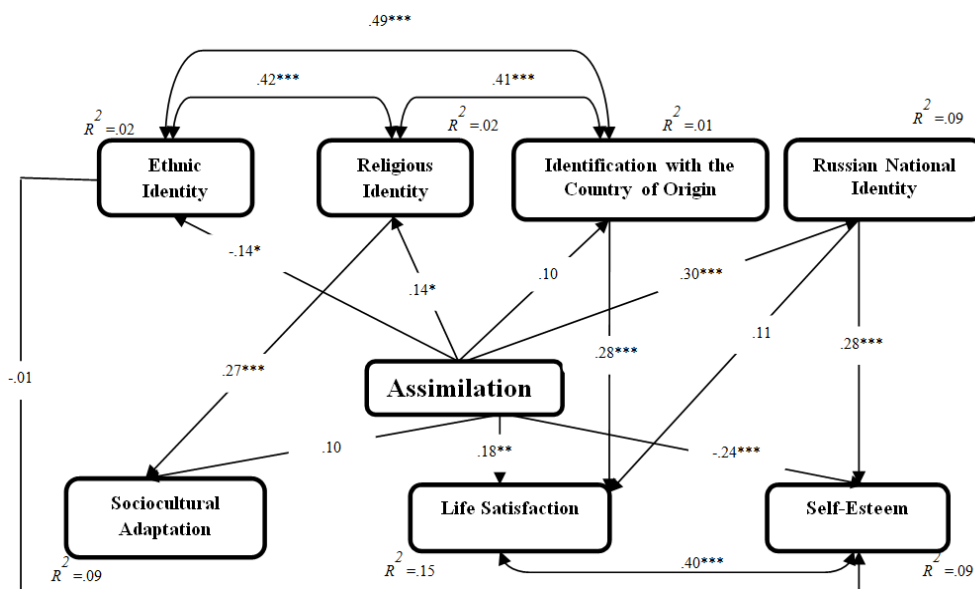 .49***
.42***
.41***
R² =.02
R² =.02
R² =.01
R² =.09
Ethnic
Identity
Religious
Identity
Identification with the
Country of Origin
Russian National
Identity
-.14*
.14*
.10
.30***
.11
-.01
.27***
.28***
.28***
Assimilation
.10
.18**
-.24***
Sociocultural
Adaptation
Life Satisfaction
Self-Esteem
R² =.09
R² =.15
.40***
R² =.09